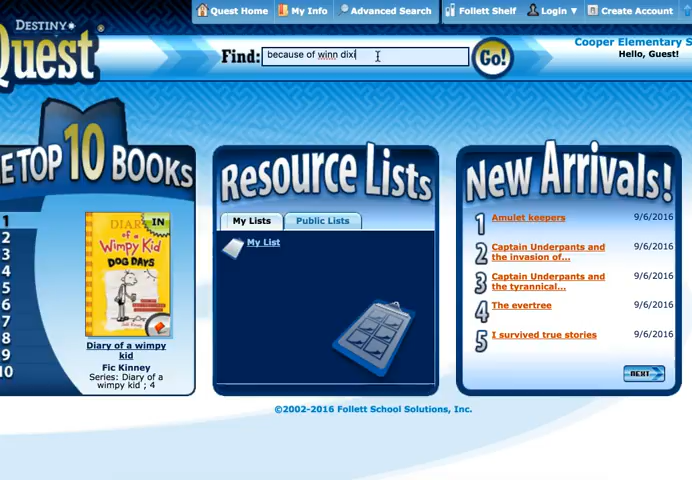 Quest Home My Info Advanced Search Follett Shelf Login ▼ Create Account
DESTINY
Quest®
Find: because of winn dixi Go!
Cooper Elementary S
Hello, Guest!
E TOP 10 BOOKS
1
2
3
4
5
6
7
8
9
10
IN
DIARY
of a
Wimpy Kid
DOG DAYS
Jeff Kinney
Diary of a wimpy
kid
Fic Kinney
Series: Diary of a
wimpy kid ; 4
Resource Lists
My Lists Public Lists
My List
New Arrivals!
1 Amulet keepers 9/6/2016
2 Captain Underpants and 9/6/2016
the invasion of...
3 Captain Underpants and 9/6/2016
the tyrannical...
4 The evertree 9/6/2016
5 I survived true stories 9/6/2016
NEXT
©2002-2016 Follett School Solutions, Inc.